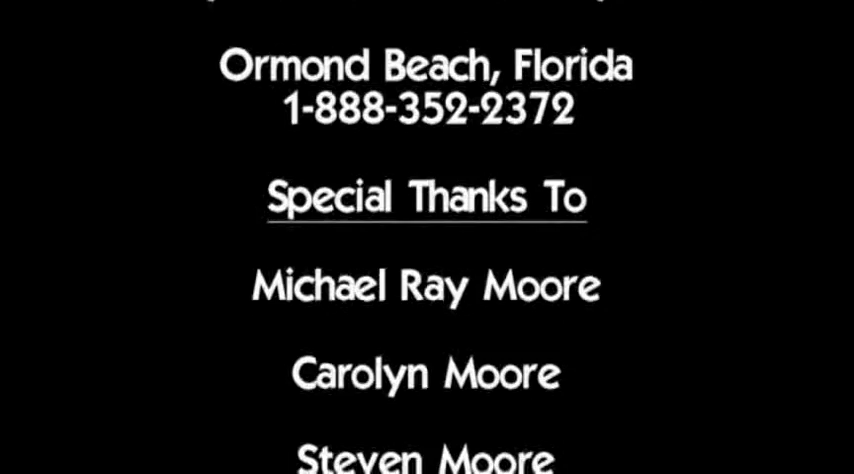 Ormond Beach, Florida
1-888-352-2372
Special Thanks To
Michael Ray Moore
Carolyn Moore
Steven Moore